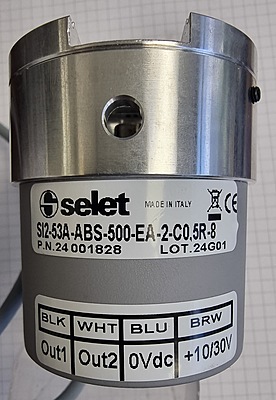 selet MADE IN ITALY CE
SI2-53A-ABS-500-EA-2-C0,5R-8
P.N.24 001828 LOT.24G01
BLK WHT BLU BRW
Out1 Out2 0Vdc +10/30V